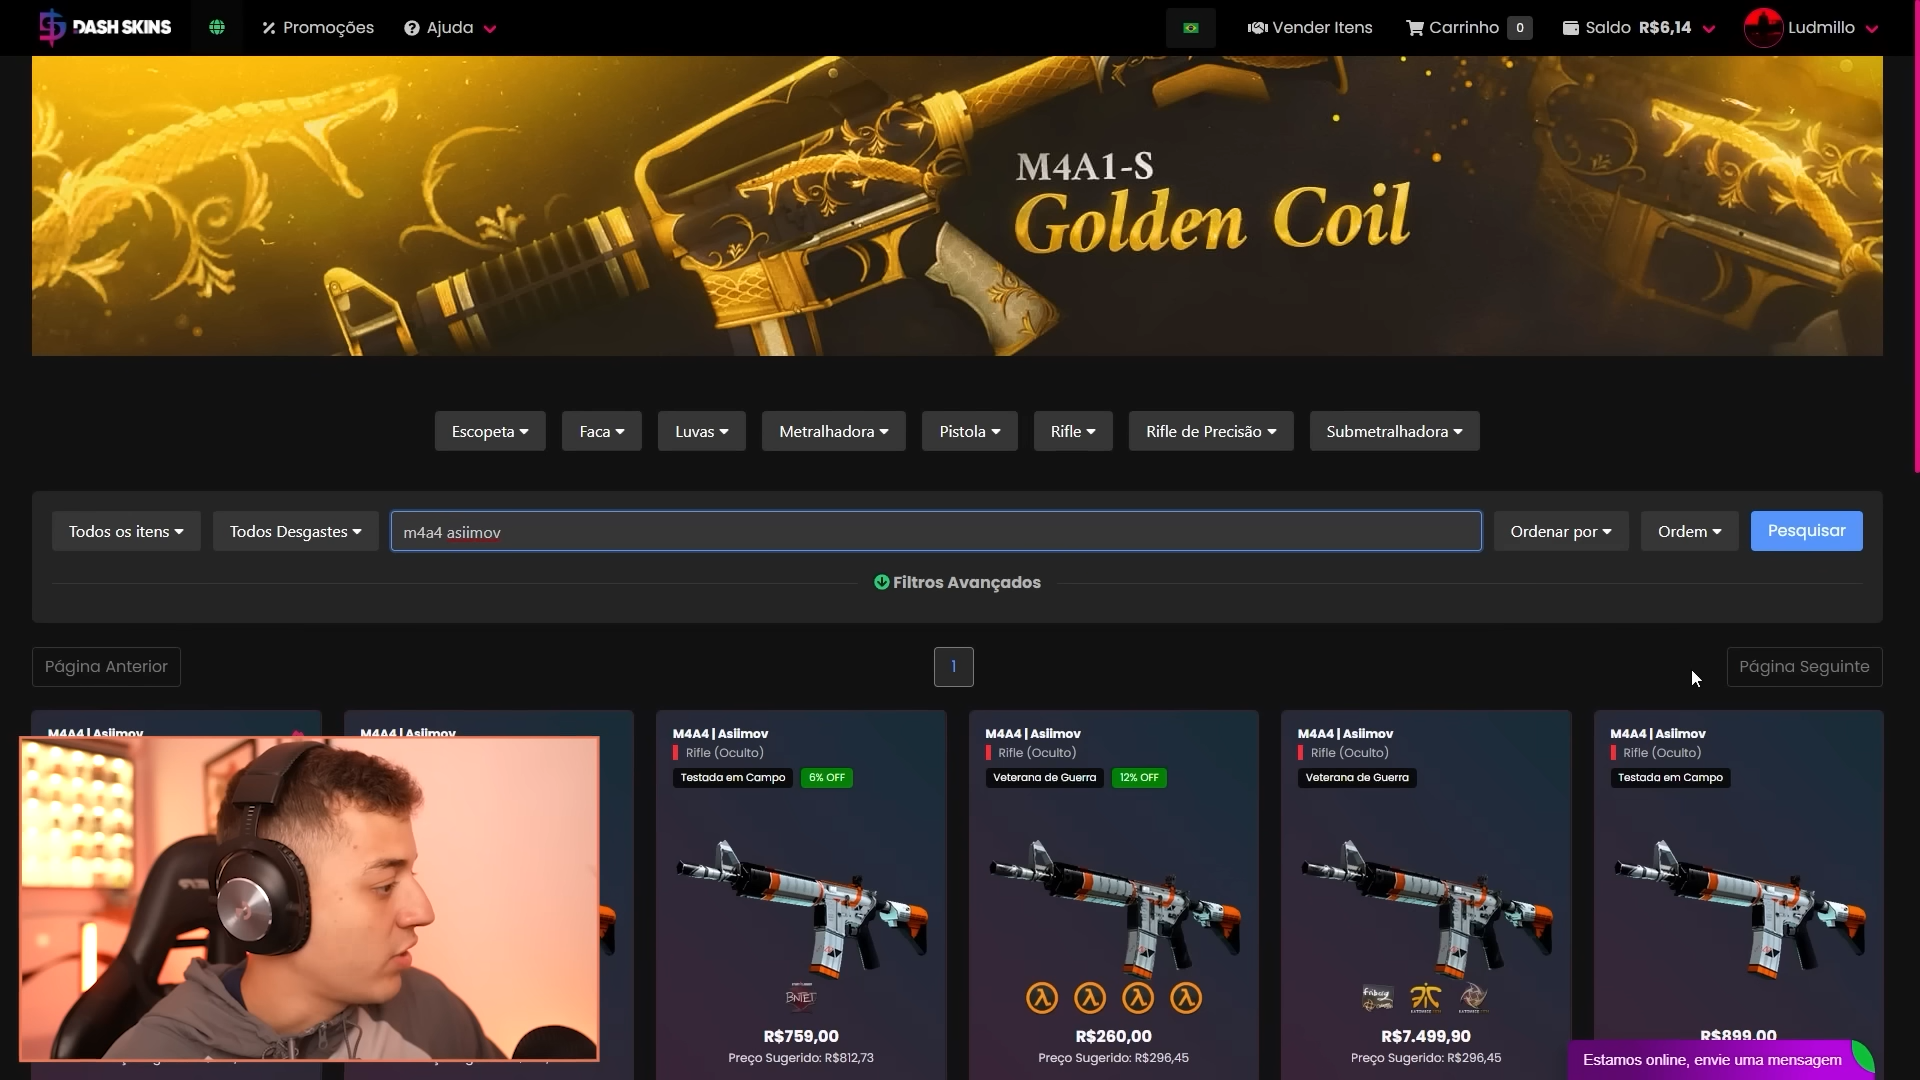 DASH SKINS
Promoções
Ajuda
Vender Itens
Carrinho 0
Saldo R$6,14
Ludmillo
M4A1-S
Golden Coil
Escopeta
Faca
Luvas
Metralhadora
Pistola
Rifle
Rifle de Precisão
Submetralhadora
Todos os itens
Todos Desgastes
m4a4 asiimov
Ordenar por
Ordem
Pesquisar
Filtros Avançados
Página Anterior
1
Página Seguinte
M4A4 | Asiimov
M4A4 | Asiimov
M4A4 | Asiimov
Rifle (Oculto)
Testada em Campo 6% OFF
BNTET
R$759,00
Preço Sugerido: R$812,73
M4A4 | Asiimov
Rifle (Oculto)
Veterana de Guerra 12% OFF
R$260,00
Preço Sugerido: R$296,45
M4A4 | Asiimov
Rifle (Oculto)
Veterana de Guerra
R$7.499,90
Preço Sugerido: R$296,45
M4A4 | Asiimov
Rifle (Oculto)
Testada em Campo
R$899,00
Estamos online, envie uma mensagem